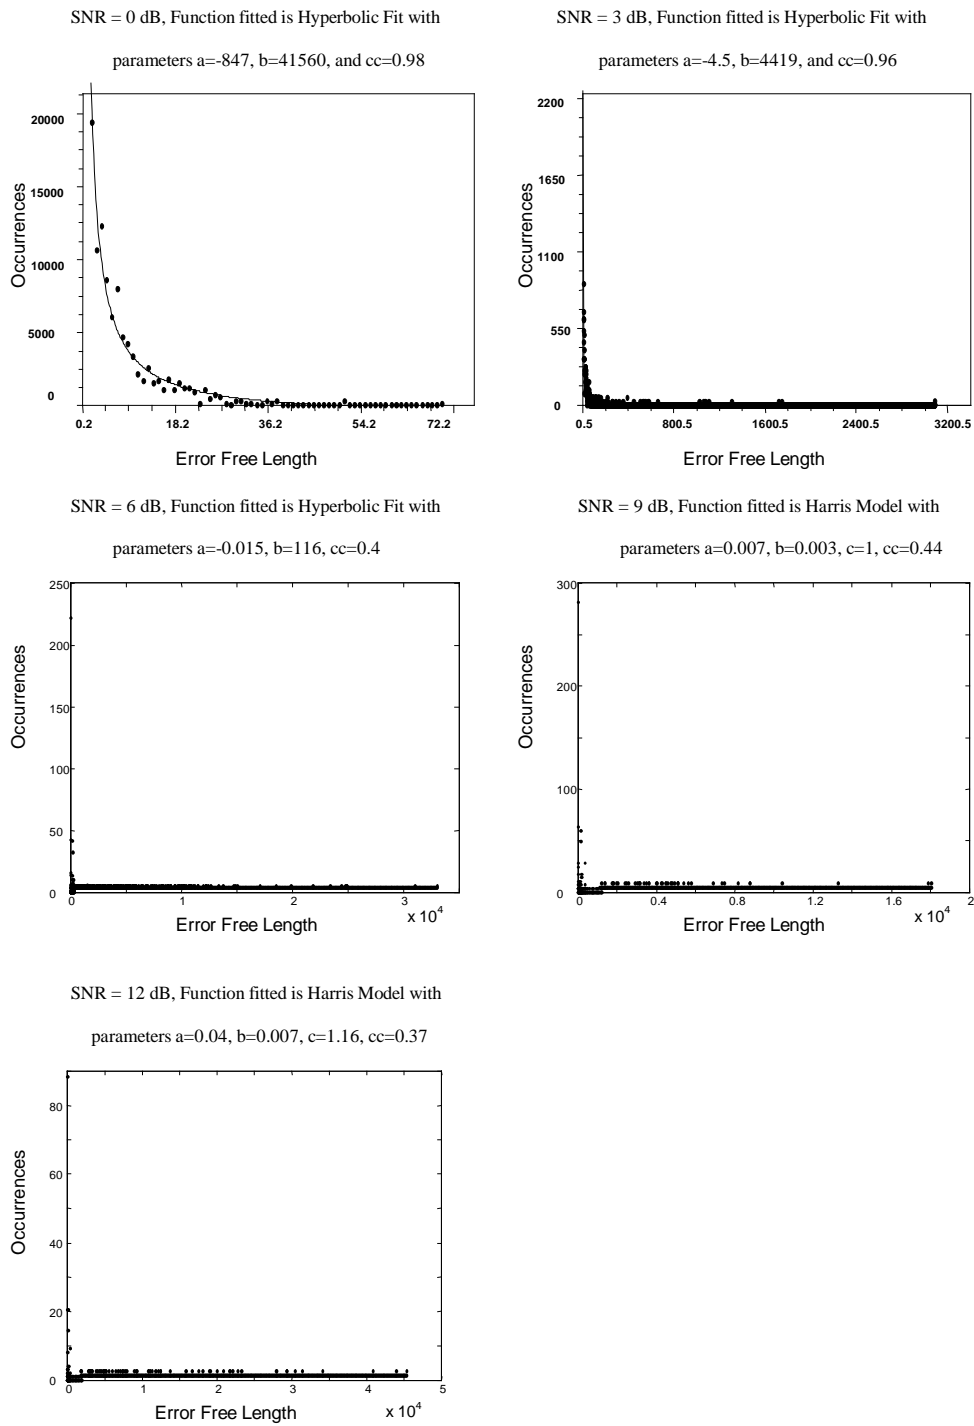 SNR = 0 dB, Function fitted is Hyperbolic Fit with
parameters a=-847, b=41560, and cc=0.98
20000
15000
10000
5000
0
Occurrences
0.2 18.2 36.2 54.2 72.2
Error Free Length
SNR = 3 dB, Function fitted is Hyperbolic Fit with
parameters a=-4.5, b=4419, and cc=0.96
2200
1650
1100
550
0
Occurrences
0.5 800.5 1600.5 2400.5 3200.5
Error Free Length
SNR = 6 dB, Function fitted is Hyperbolic Fit with
parameters a=-0.015, b=116, cc=0.4
250
200
150
100
50
0
Occurrences
0 1 2 3
x 10^4
Error Free Length
SNR = 9 dB, Function fitted is Harris Model with
parameters a=0.007, b=0.003, c=1, cc=0.44
300
200
100
0
Occurrences
0 0.4 0.8 1.2 1.6 2
x 10^4
Error Free Length
SNR = 12 dB, Function fitted is Harris Model with
parameters a=0.04, b=0.007, c=1.16, cc=0.37
80
60
40
20
0
Occurrences
0 1 2 3 4 5
Error Free Length
x 10^4